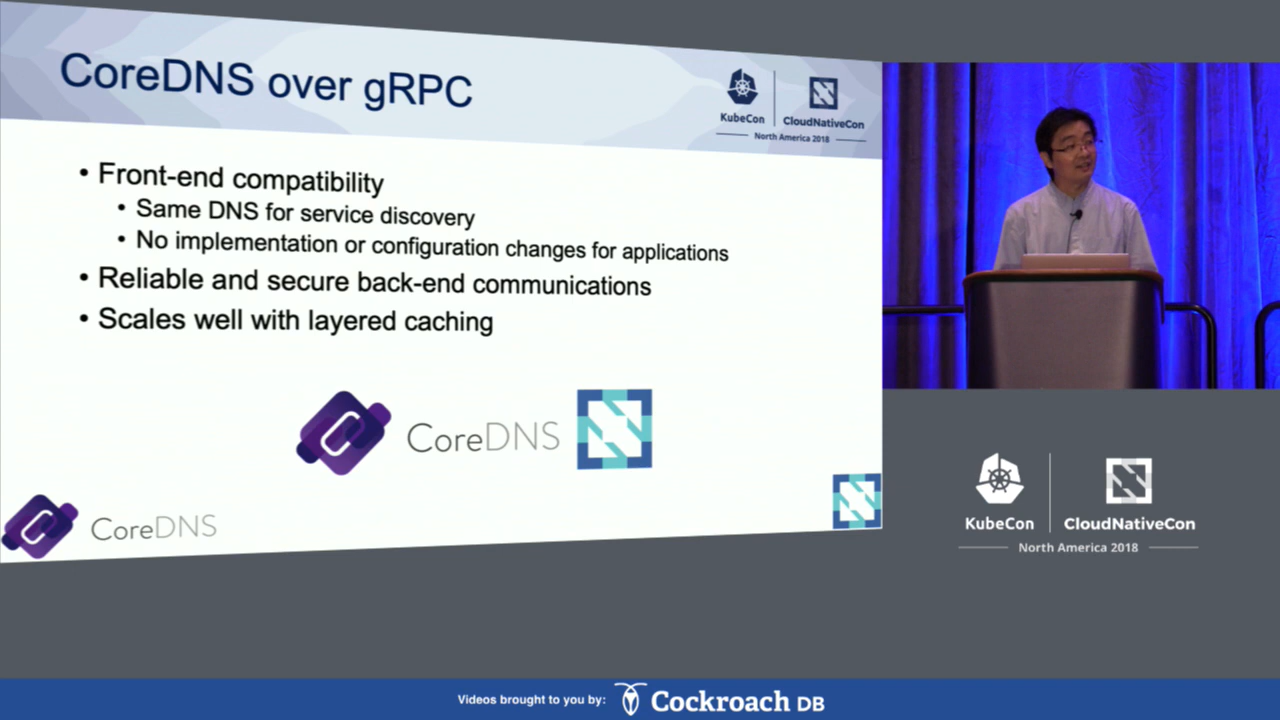 CoreDNS over gRPC
KubeCon
CloudNativeCon
North America 2018
• Front-end compatibility
• Same DNS for service discovery
• No implementation or configuration changes for applications
• Reliable and secure back-end communications
• Scales well with layered caching
CoreDNS
CoreDNS
KubeCon
CloudNativeCon
North America 2018
Videos brought to you by:
Cockroach DB